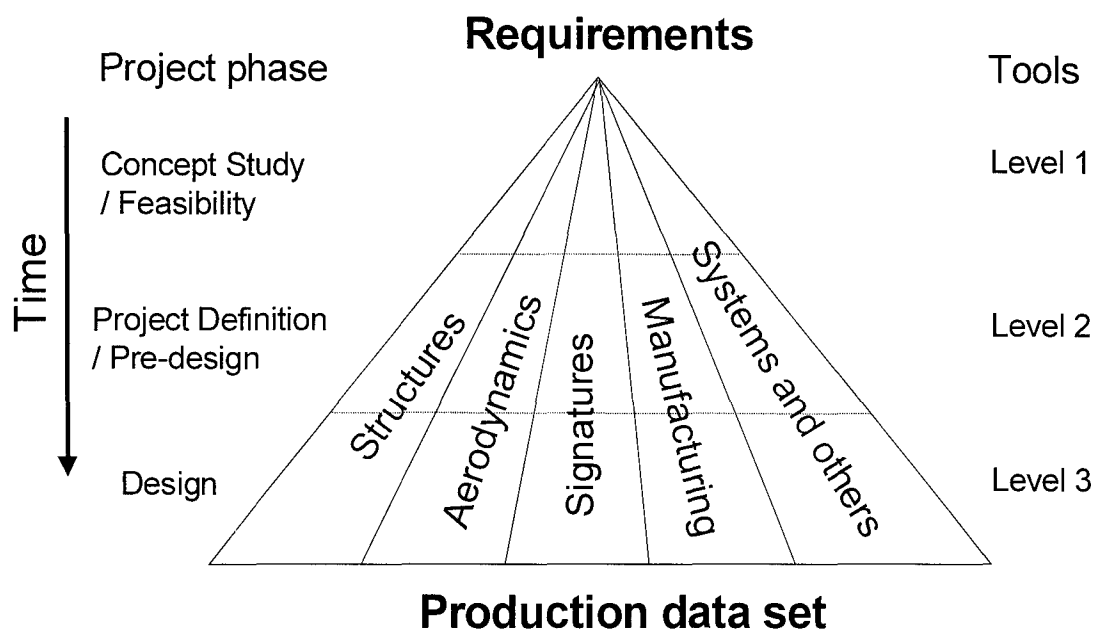 Requirements
Project phase
Tools
Time
Concept Study
/ Feasibility
Level 1
Project Definition
/ Pre-design
Level 2
Design
Level 3
Structures
Aerodynamics
Signatures
Manufacturing
Systems and others
Production data set